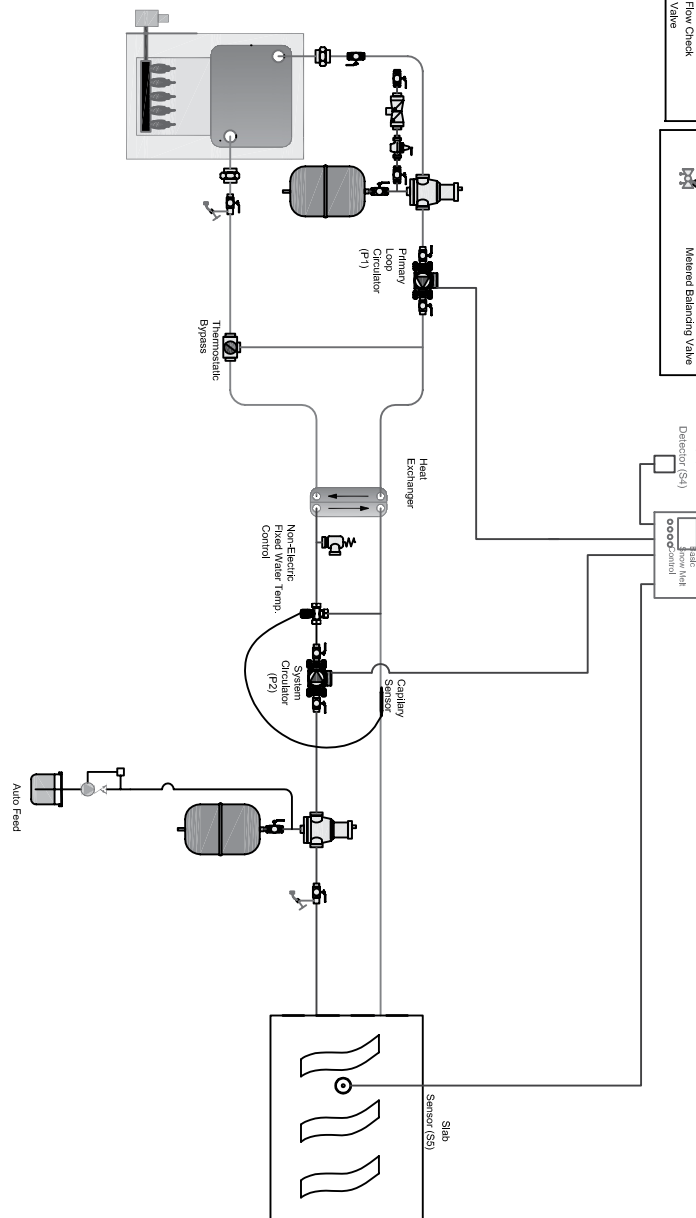 Flow Check
Valve
Metered Balancing Valve
Detector (S4)
Basic
Snow Melt
Control
Primary
Loop
Circulator
(P1)
Thermostatic
Bypass
Heat
Exchanger
Non-Electric
Fixed Water Temp.
Control
Capilary
Sensor
System
Circulator
(P2)
Auto Feed
Slab
Sensor (S5)